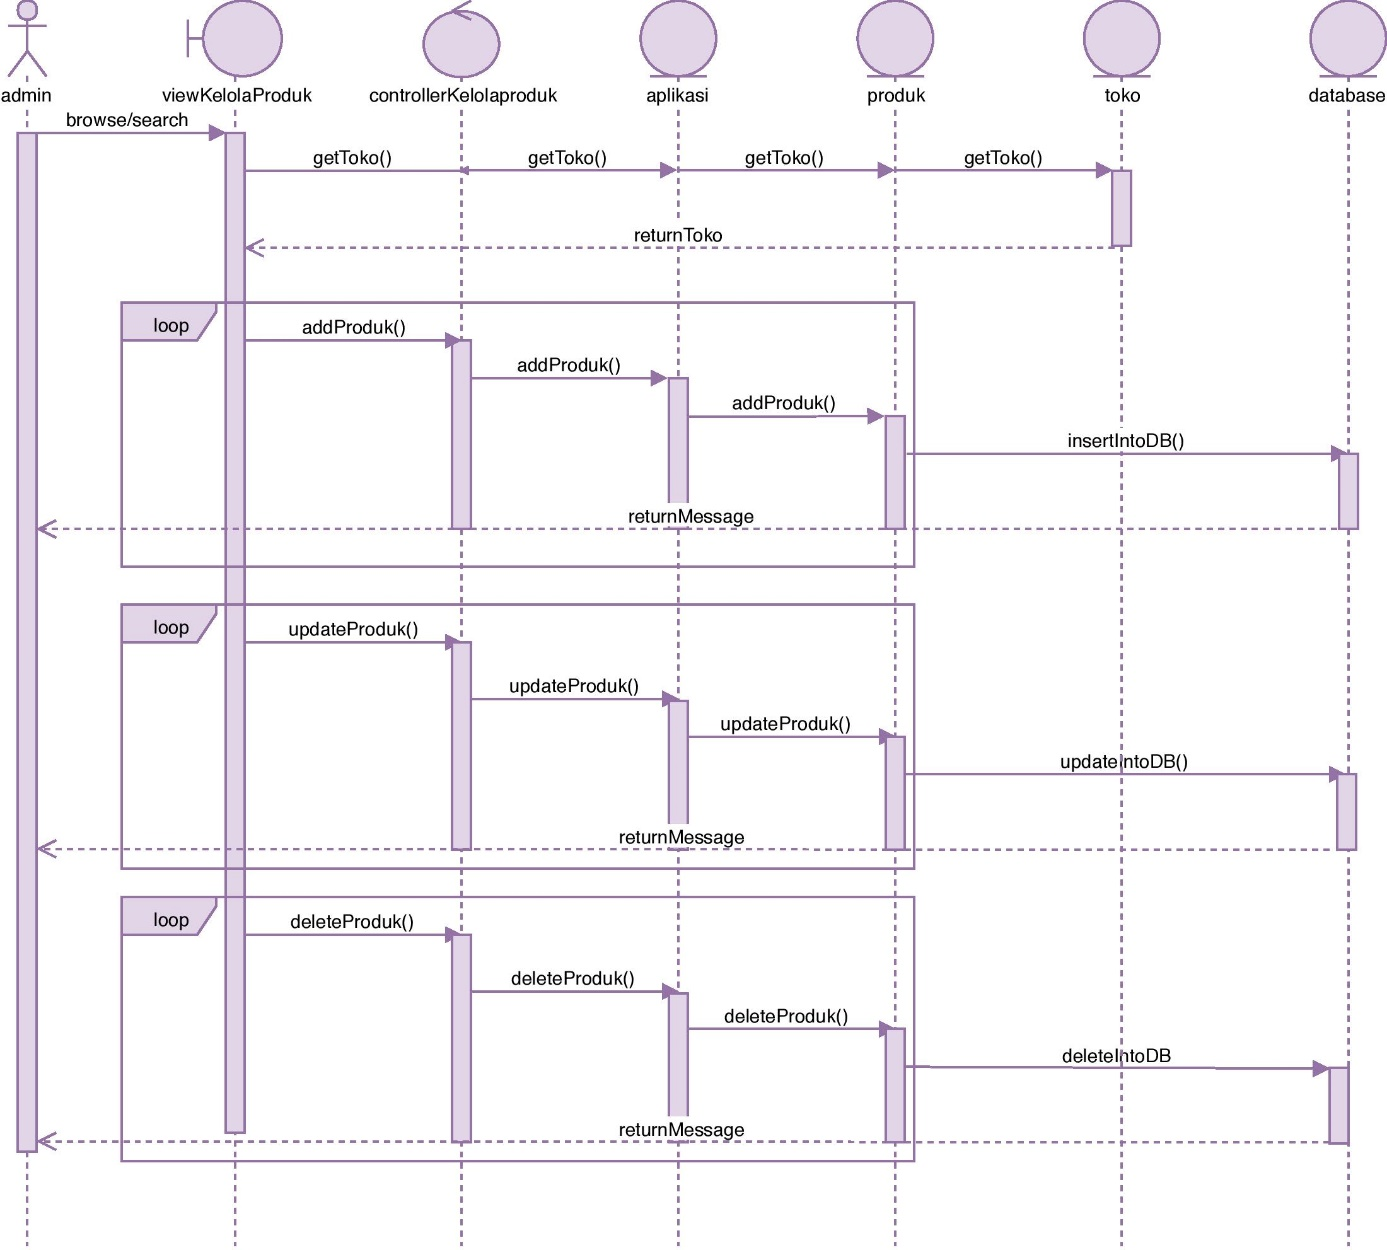 admin
viewKelolaProduk
controllerKelolaproduk
aplikasi
produk
toko
database
browse/search
getToko()
getToko()
getToko()
getToko()
returnToko
loop
addProduk()
addProduk()
addProduk()
insertIntoDB()
returnMessage
loop
updateProduk()
updateProduk()
updateProduk()
updateIntoDB()
returnMessage
loop
deleteProduk()
deleteProduk()
deleteProduk()
deleteIntoDB
returnMessage